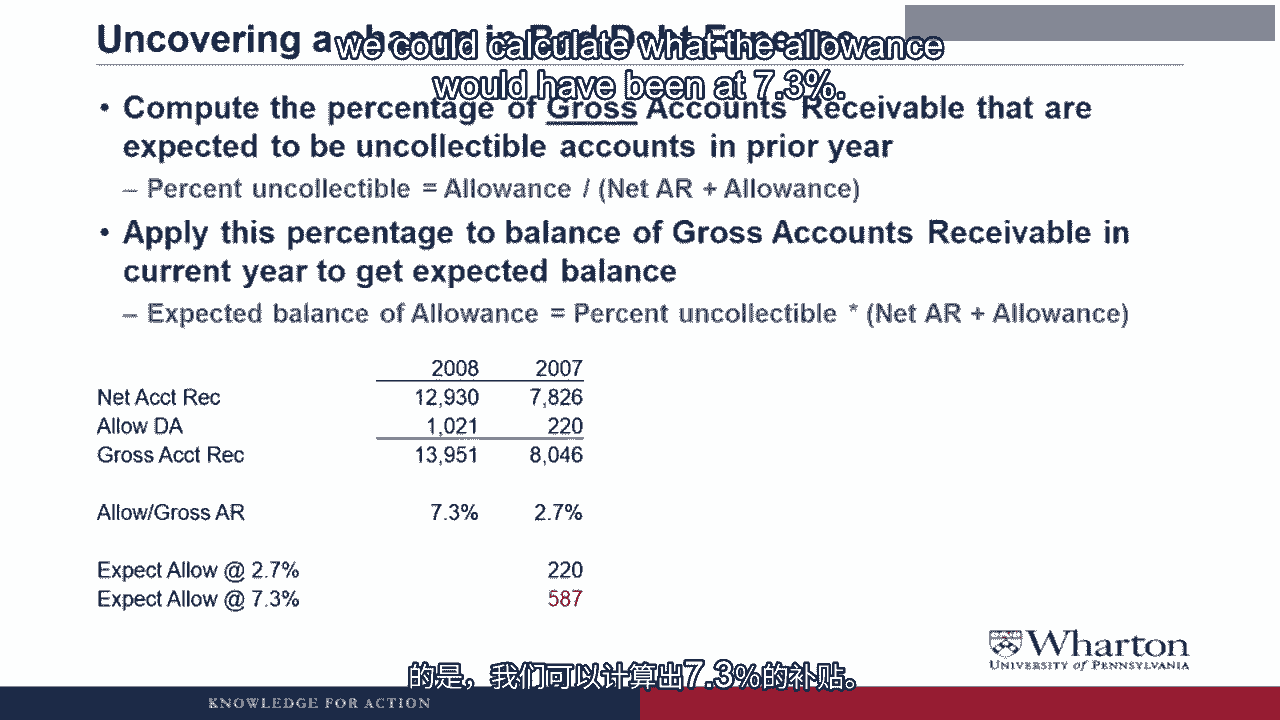 Uncovering a change in Bad Debt Expense
we could calculate what the allowance
would have been at 7.3%.
• Compute the percentage of Gross Accounts Receivable that are
expected to be uncollectible accounts in prior year
– Percent uncollectible = Allowance / (Net AR + Allowance)
• Apply this percentage to balance of Gross Accounts Receivable in
current year to get expected balance
– Expected balance of Allowance = Percent uncollectible * (Net AR + Allowance)
2008 2007
Net Acct Rec 12,930 7,826
Allow DA 1,021 220
Gross Acct Rec 13,951 8,046
Allow/Gross AR 7.3% 2.7%
Expect Allow @ 2.7% 220
Expect Allow @ 7.3% 587
Wharton
UNIVERSITY of PENNSYLVANIA
的是，我们可以计算出7.3%的补贴。
KNOWLEDGE FOR ACTION